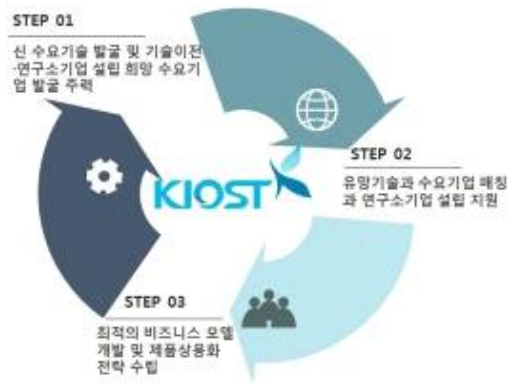 STEP 01
신 수요기술 발굴 및 기술이전
·연구소기업 설립 희망 수요기
업 발굴 주력
KIOST
STEP 02
유망기술과 수요기업 매칭
과 연구소기업 설립 지원
STEP 03
최적의 비즈니스 모델
개발 및 제품상용화
전략 수립